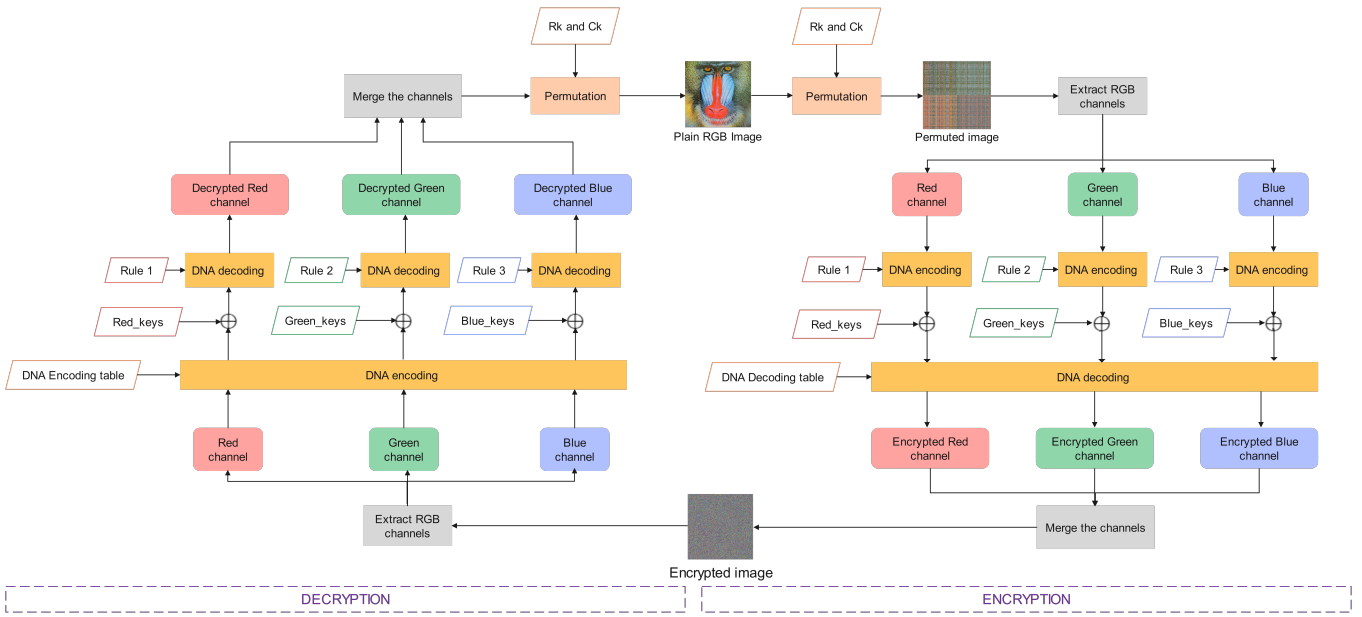 Rk and Ck
Rk and Ck
Merge the channels
Permutation
Plain RGB Image
Permutation
Permuted image
Extract RGB
channels
Decrypted Red
channel
Decrypted Green
channel
Decrypted Blue
channel
Red
channel
Green
channel
Blue
channel
Rule 1
DNA decoding
Rule 2
DNA decoding
Rule 3
DNA decoding
Rule 1
DNA encoding
Rule 2
DNA encoding
Rule 3
DNA encoding
Red_keys
Green_keys
Blue_keys
Red_keys
Green_keys
Blue_keys
DNA Encoding table
DNA encoding
DNA Decoding table
DNA decoding
Red
channel
Green
channel
Blue
channel
Encrypted Red
channel
Encrypted Green
channel
Encrypted Blue
channel
Extract RGB
channels
Merge the channels
Encrypted image
DECRYPTION
ENCRYPTION